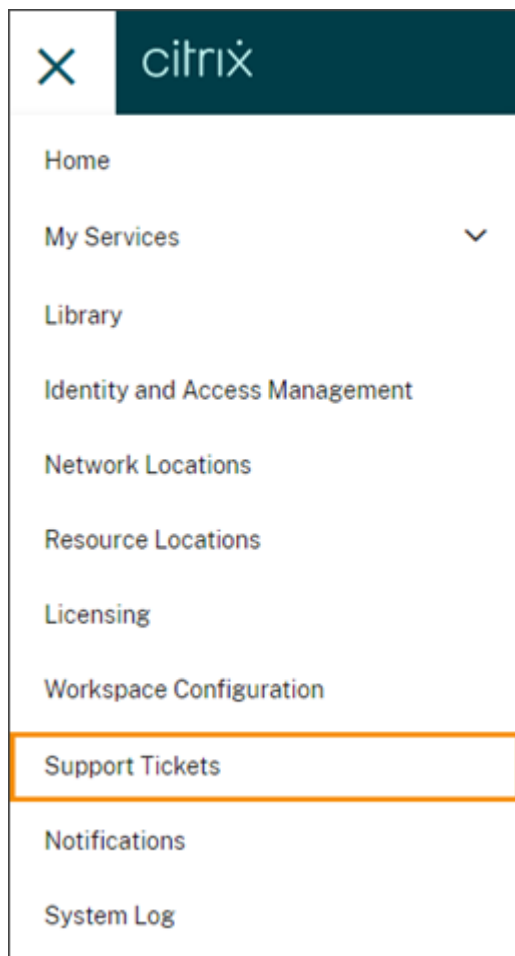 citrix
Home
My Services
Library
Identity and Access Management
Network Locations
Resource Locations
Licensing
Workspace Configuration
Support Tickets
Notifications
System Log